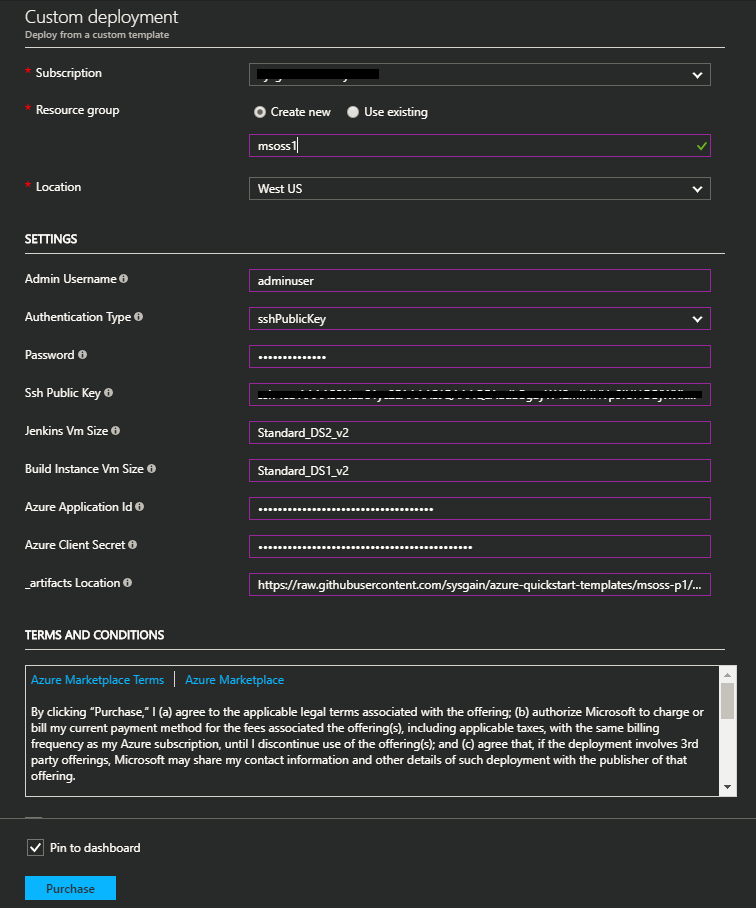 Custom deployment
Deploy from a custom template
* Subscription
* Resource group
Create new Use existing
msoss1
* Location West US
SETTINGS
Admin Username adminuser
Authentication Type sshPublicKey
Password ••••••••••••••
Ssh Public Key
Jenkins Vm Size Standard_DS2_v2
Build Instance Vm Size Standard_DS1_v2
Azure Application Id ••••••••••••••••••••••••••••••••••••
Azure Client Secret ••••••••••••••••••••••••••••••••••••••••••••
_artifacts Location https://raw.githubusercontent.com/sysgain/azure-quickstart-templates/msoss-p1/...
TERMS AND CONDITIONS
Azure Marketplace Terms | Azure Marketplace
By clicking “Purchase,” I (a) agree to the applicable legal terms associated with the offering; (b) authorize Microsoft to charge or
bill my current payment method for the fees associated the offering(s), including applicable taxes, with the same billing
frequency as my Azure subscription, until I discontinue use of the offering(s); and (c) agree that, if the deployment involves 3rd
party offerings, Microsoft may share my contact information and other details of such deployment with the publisher of that
offering.
Pin to dashboard
Purchase